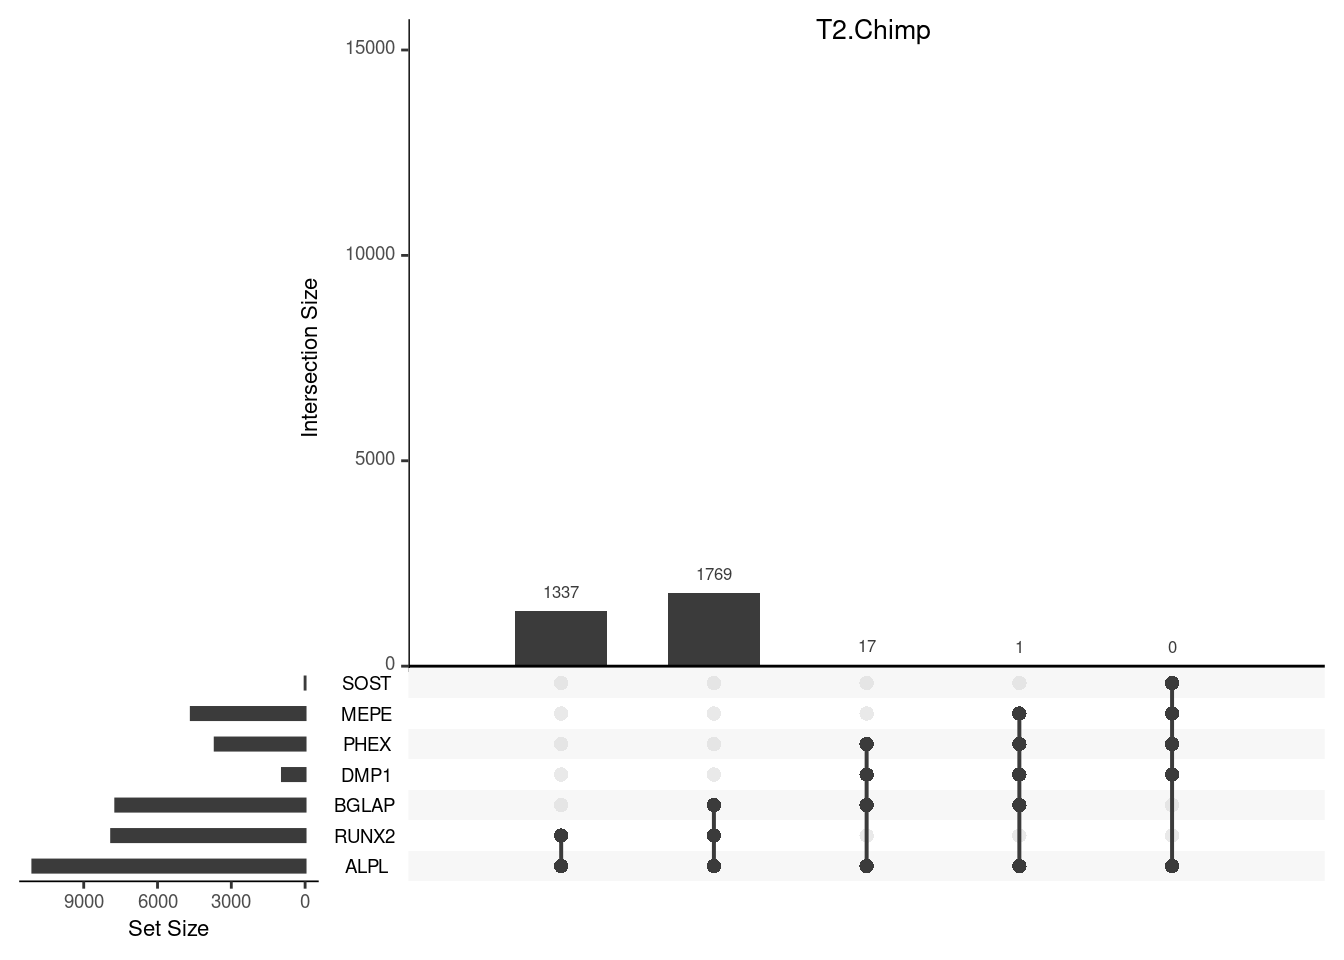 T2.Chimp
15000
10000
5000
0
Intersection Size
1337
1769
17
1
0
SOST
MEPE
PHEX
DMP1
BGLAP
RUNX2
ALPL
9000 6000 3000 0
Set Size